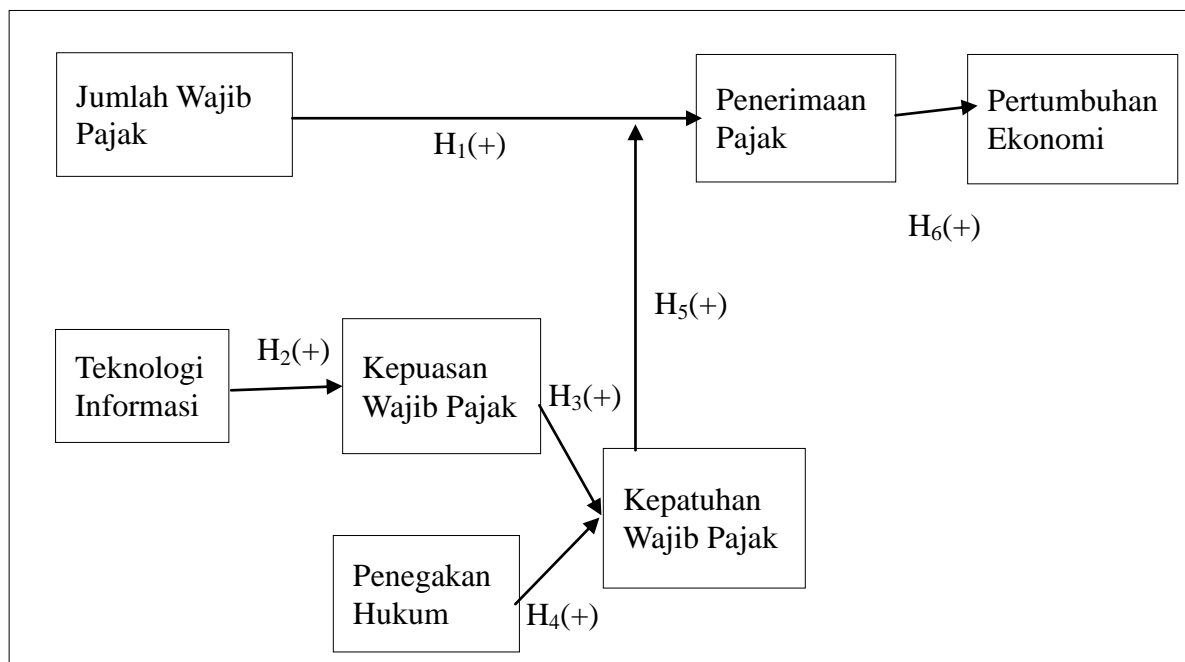 Jumlah Wajib
Pajak
H₁(+)
Penerimaan
Pajak
Pertumbuhan
Ekonomi
H₆(+)
H₅(+)
Teknologi
Informasi
H₂(+)
Kepuasan
Wajib Pajak
H₃(+)
Kepatuhan
Wajib Pajak
Penegakan
Hukum
H₄(+)